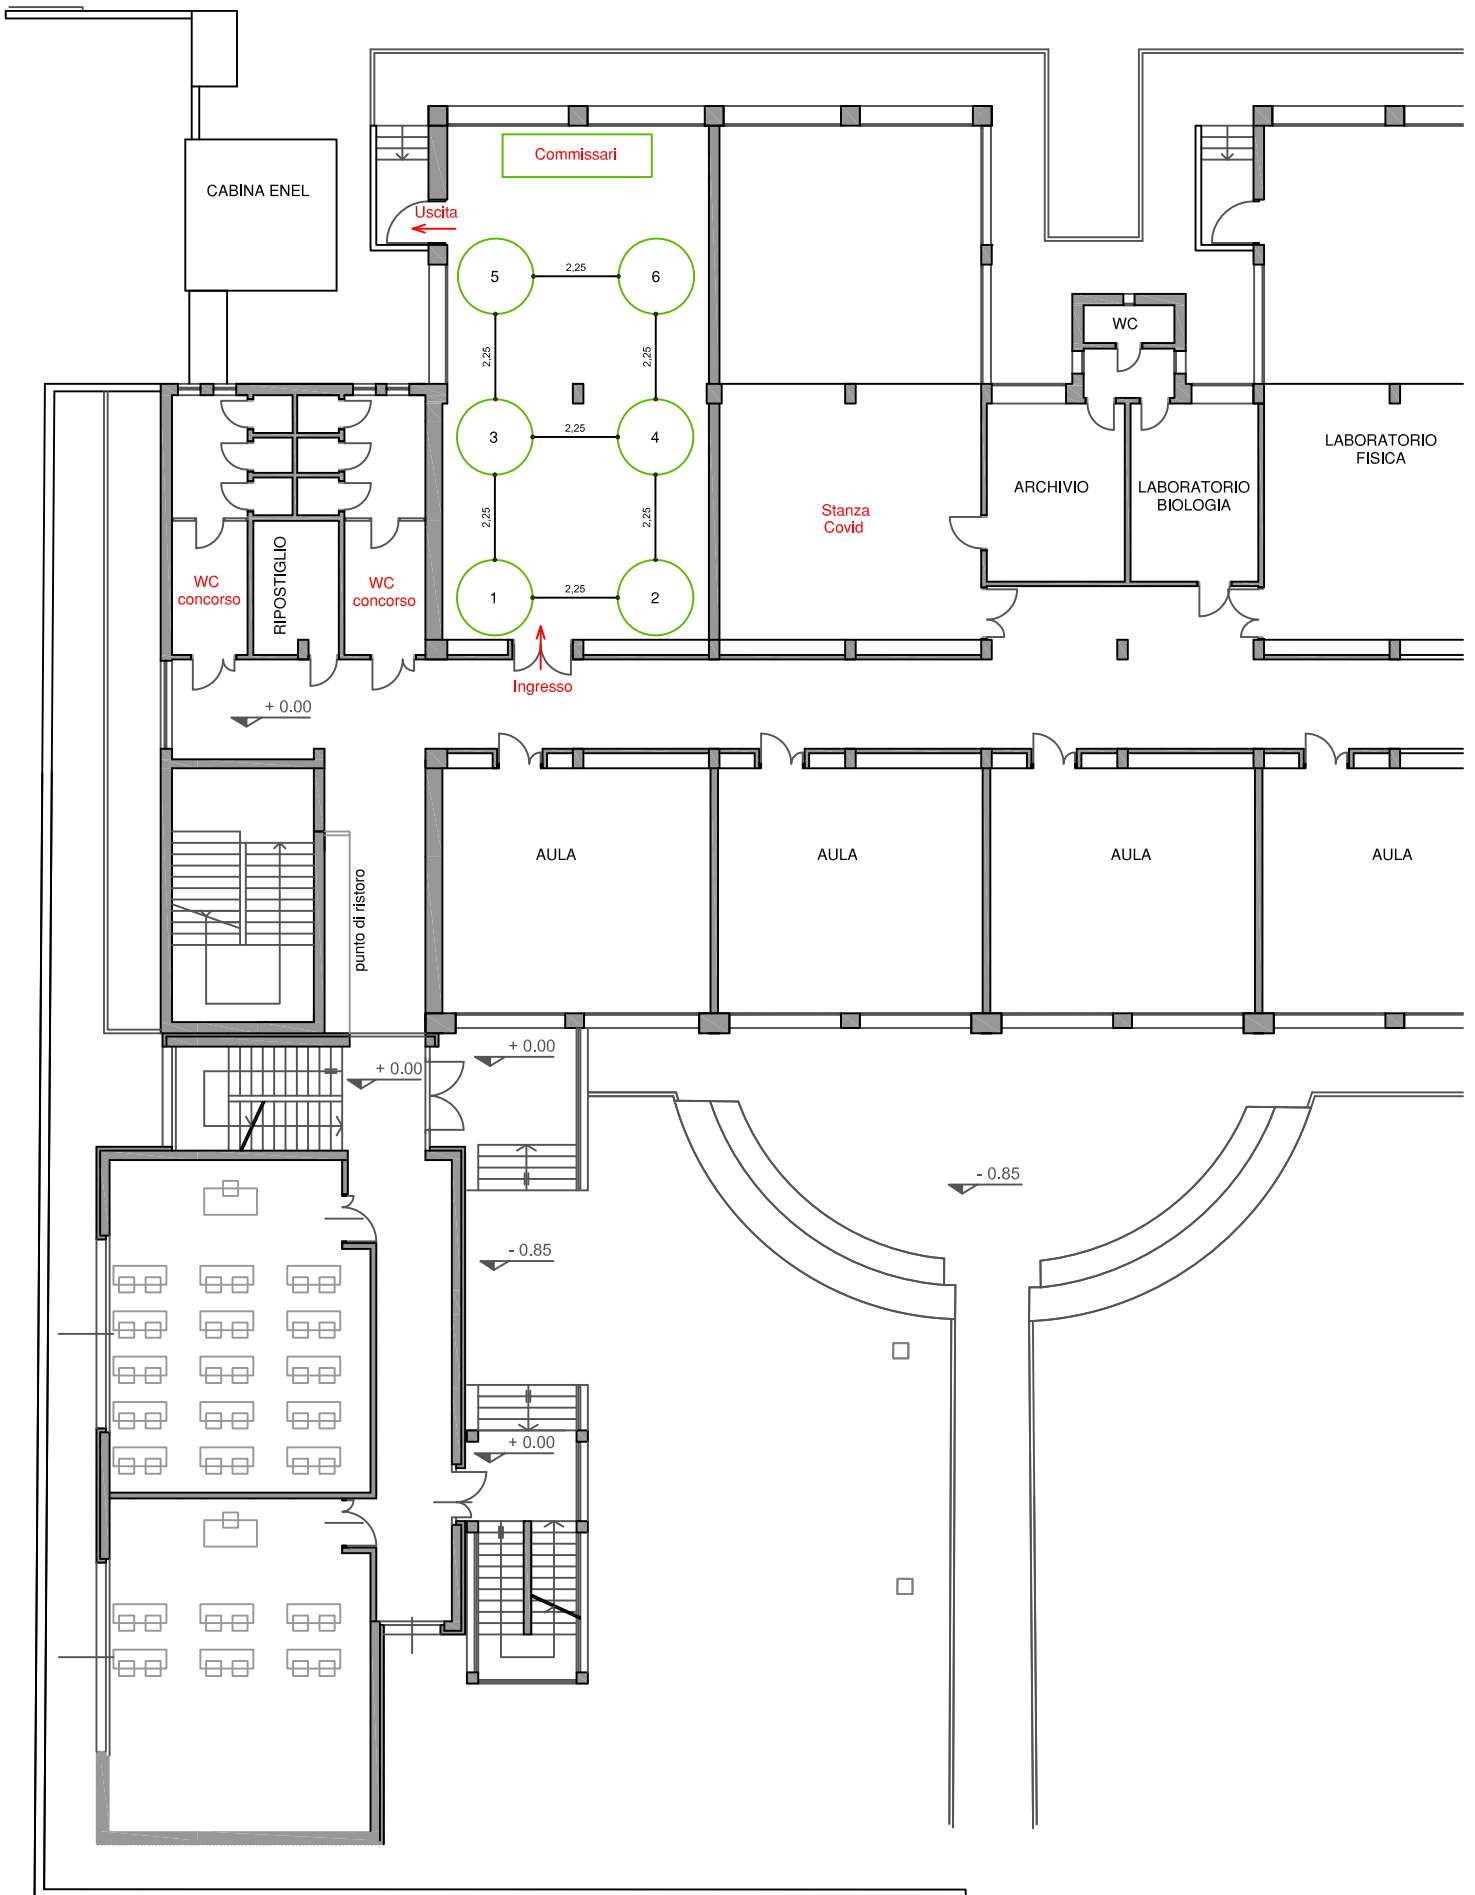 Commissari
CABINA ENEL
Uscita
5
2,25
6
2,25
2,25
WC
3
2,25
4
LABORATORIO
FISICA
ARCHIVIO
LABORATORIO
BIOLOGIA
2,25
2,25
Stanza
Covid
WC
concorso
RIPOSTIGLIO
WC
concorso
1
2,25
2
Ingresso
+ 0.00
AULA
AULA
AULA
AULA
punto di ristoro
+ 0.00
+ 0.00
- 0.85
- 0.85
+ 0.00